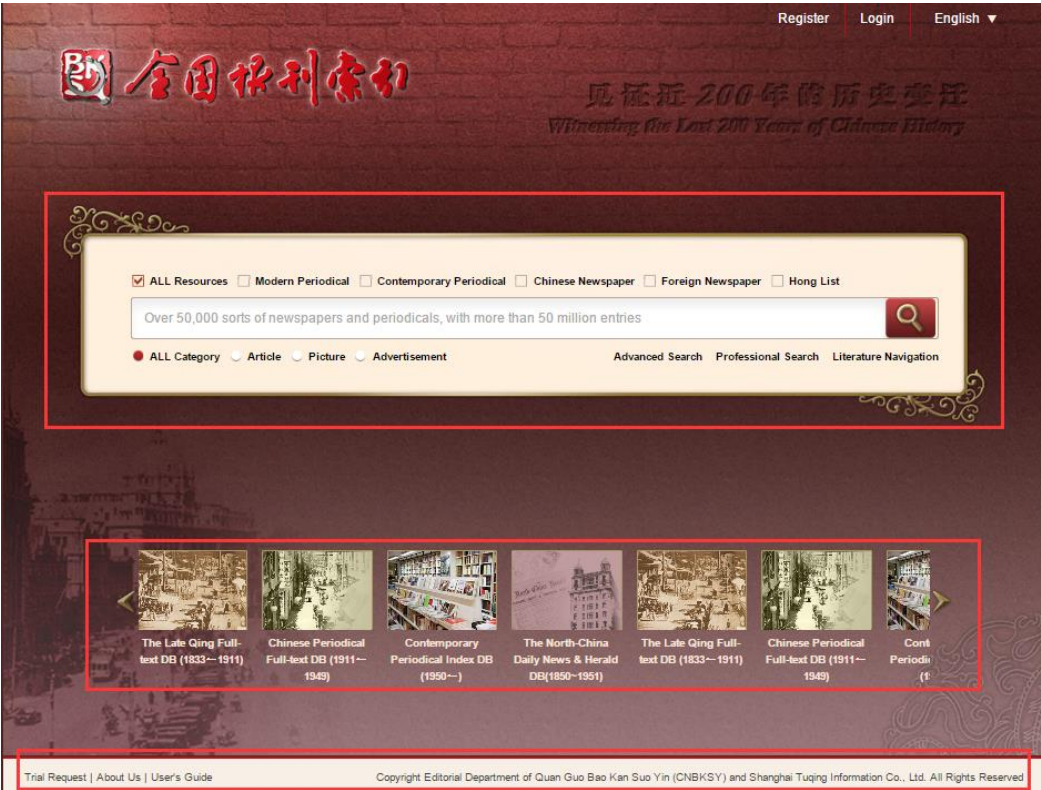 Register Login English ▼
BKSY 全国报刊索引
见证近200年的历史变迁
Witnessing the Last 200 Years of Chinese History
ALL Resources Modern Periodical Contemporary Periodical Chinese Newspaper Foreign Newspaper Hong List
Over 50,000 sorts of newspapers and periodicals, with more than 50 million entries
ALL Category Article Picture Advertisement Advanced Search Professional Search Literature Navigation
The Late Qing Full-
text DB (1833—1911)
Chinese Periodical
Full-text DB (1911—
1949)
Contemporary
Periodical Index DB
(1950—)
The North-China
Daily News & Herald
DB(1850~1951)
The Late Qing Full-
text DB (1833—1911)
Chinese Periodical
Full-text DB (1911—
1949)
Cont
Periodi
(1
Trial Request | About Us | User's Guide Copyright Editorial Department of Quan Guo Bao Kan Suo Yin (CNBKSY) and Shanghai Tuqing Information Co., Ltd. All Rights Reserved